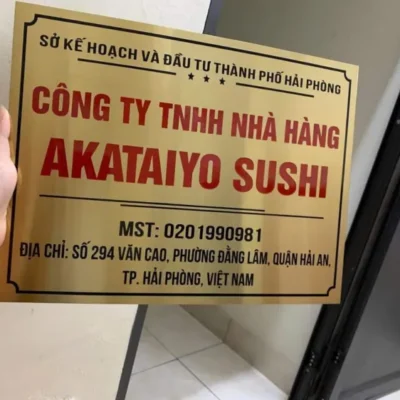 SỞ KẾ HOẠCH VÀ ĐẦU TƯ THÀNH PHỐ HẢI PHÒNG
CÔNG TY TNHH NHÀ HÀNG
AKATAIYO SUSHI
MST: 0201990981
ĐỊA CHỈ: SỐ 294 VĂN CAO, PHƯỜNG ĐẰNG LÂM, QUẬN HẢI AN,
TP. HẢI PHÒNG, VIỆT NAM